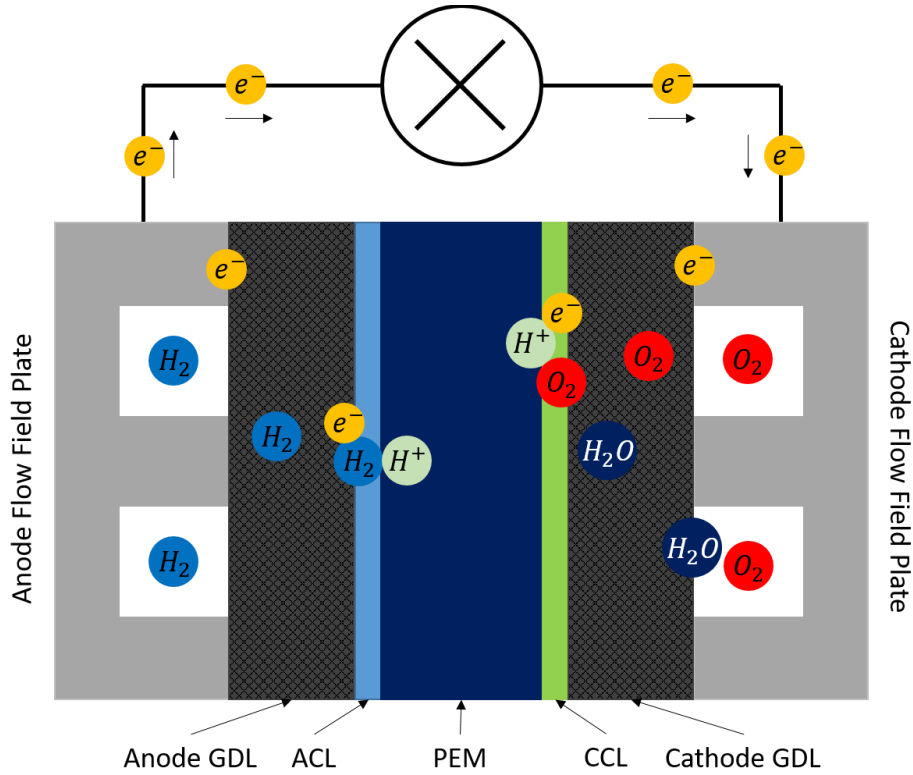 e⁻
e⁻
e⁻
e⁻
e⁻
e⁻
e⁻
H⁺
H₂
O₂
O₂
O₂
e⁻
H₂
H₂
H⁺
H₂O
H₂O
H₂
O₂
Anode Flow Field Plate
Cathode Flow Field Plate
Anode GDL
ACL
PEM
CCL
Cathode GDL